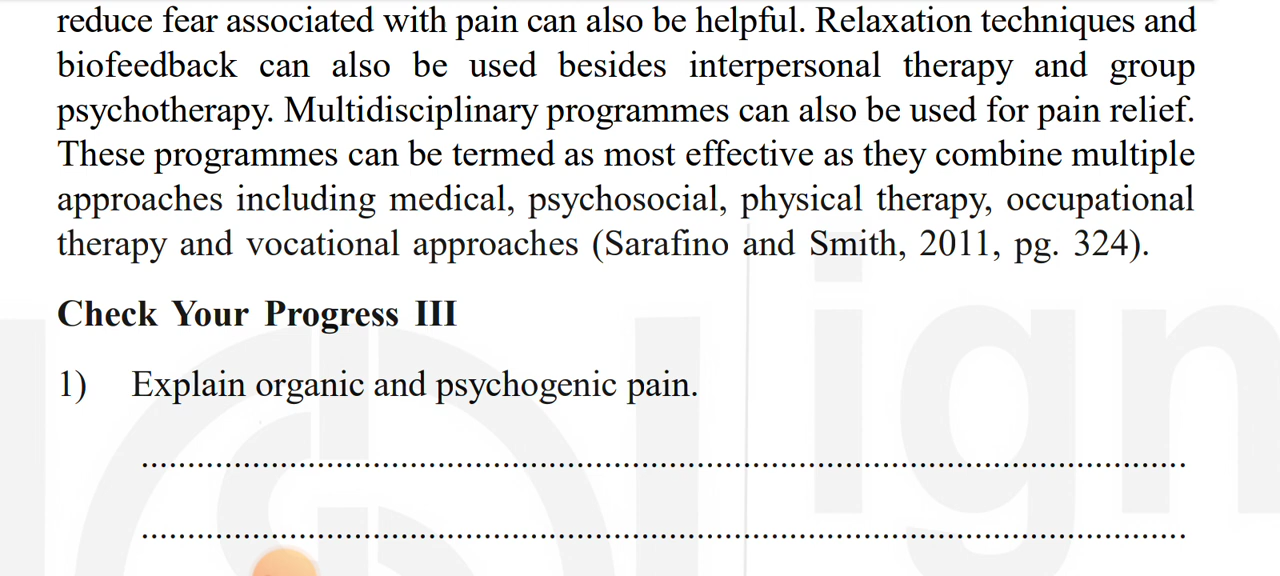 reduce fear associated with pain can also be helpful. Relaxation techniques and
biofeedback can also be used besides interpersonal therapy and group
psychotherapy. Multidisciplinary programmes can also be used for pain relief.
These programmes can be termed as most effective as they combine multiple
approaches including medical, psychosocial, physical therapy, occupational
therapy and vocational approaches (Sarafino and Smith, 2011, pg. 324).
Check Your Progress III
1) Explain organic and psychogenic pain.
ign